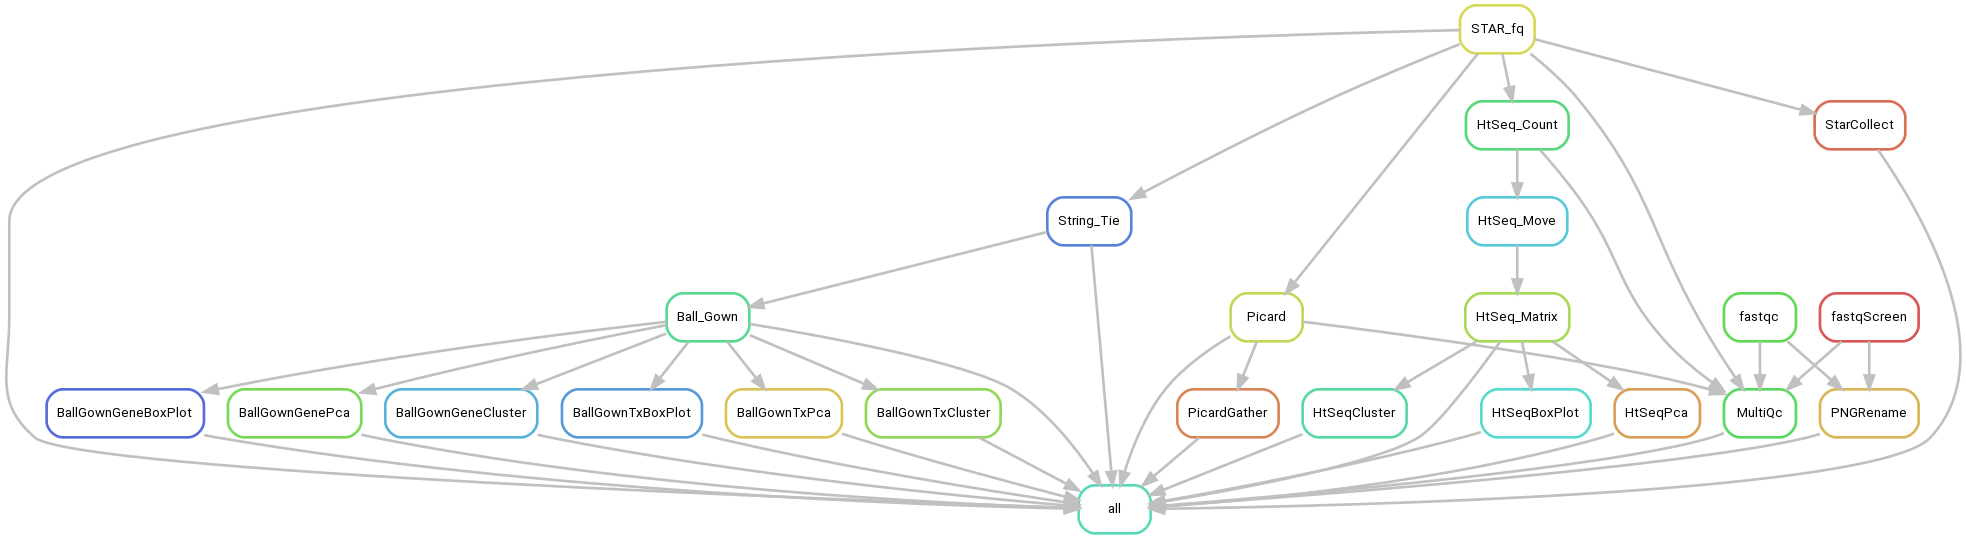 STAR_fq
HtSeq_Count
StarCollect
String_Tie
HtSeq_Move
Ball_Gown
Picard
HtSeq_Matrix
fastqc
fastqScreen
BallGownGeneBoxPlot
BallGownGenePca
BallGownGeneCluster
BallGownTxBoxPlot
BallGownTxPca
BallGownTxCluster
PicardGather
HtSeqCluster
HtSeqBoxPlot
HtSeqPca
MultiQc
PNGRename
all